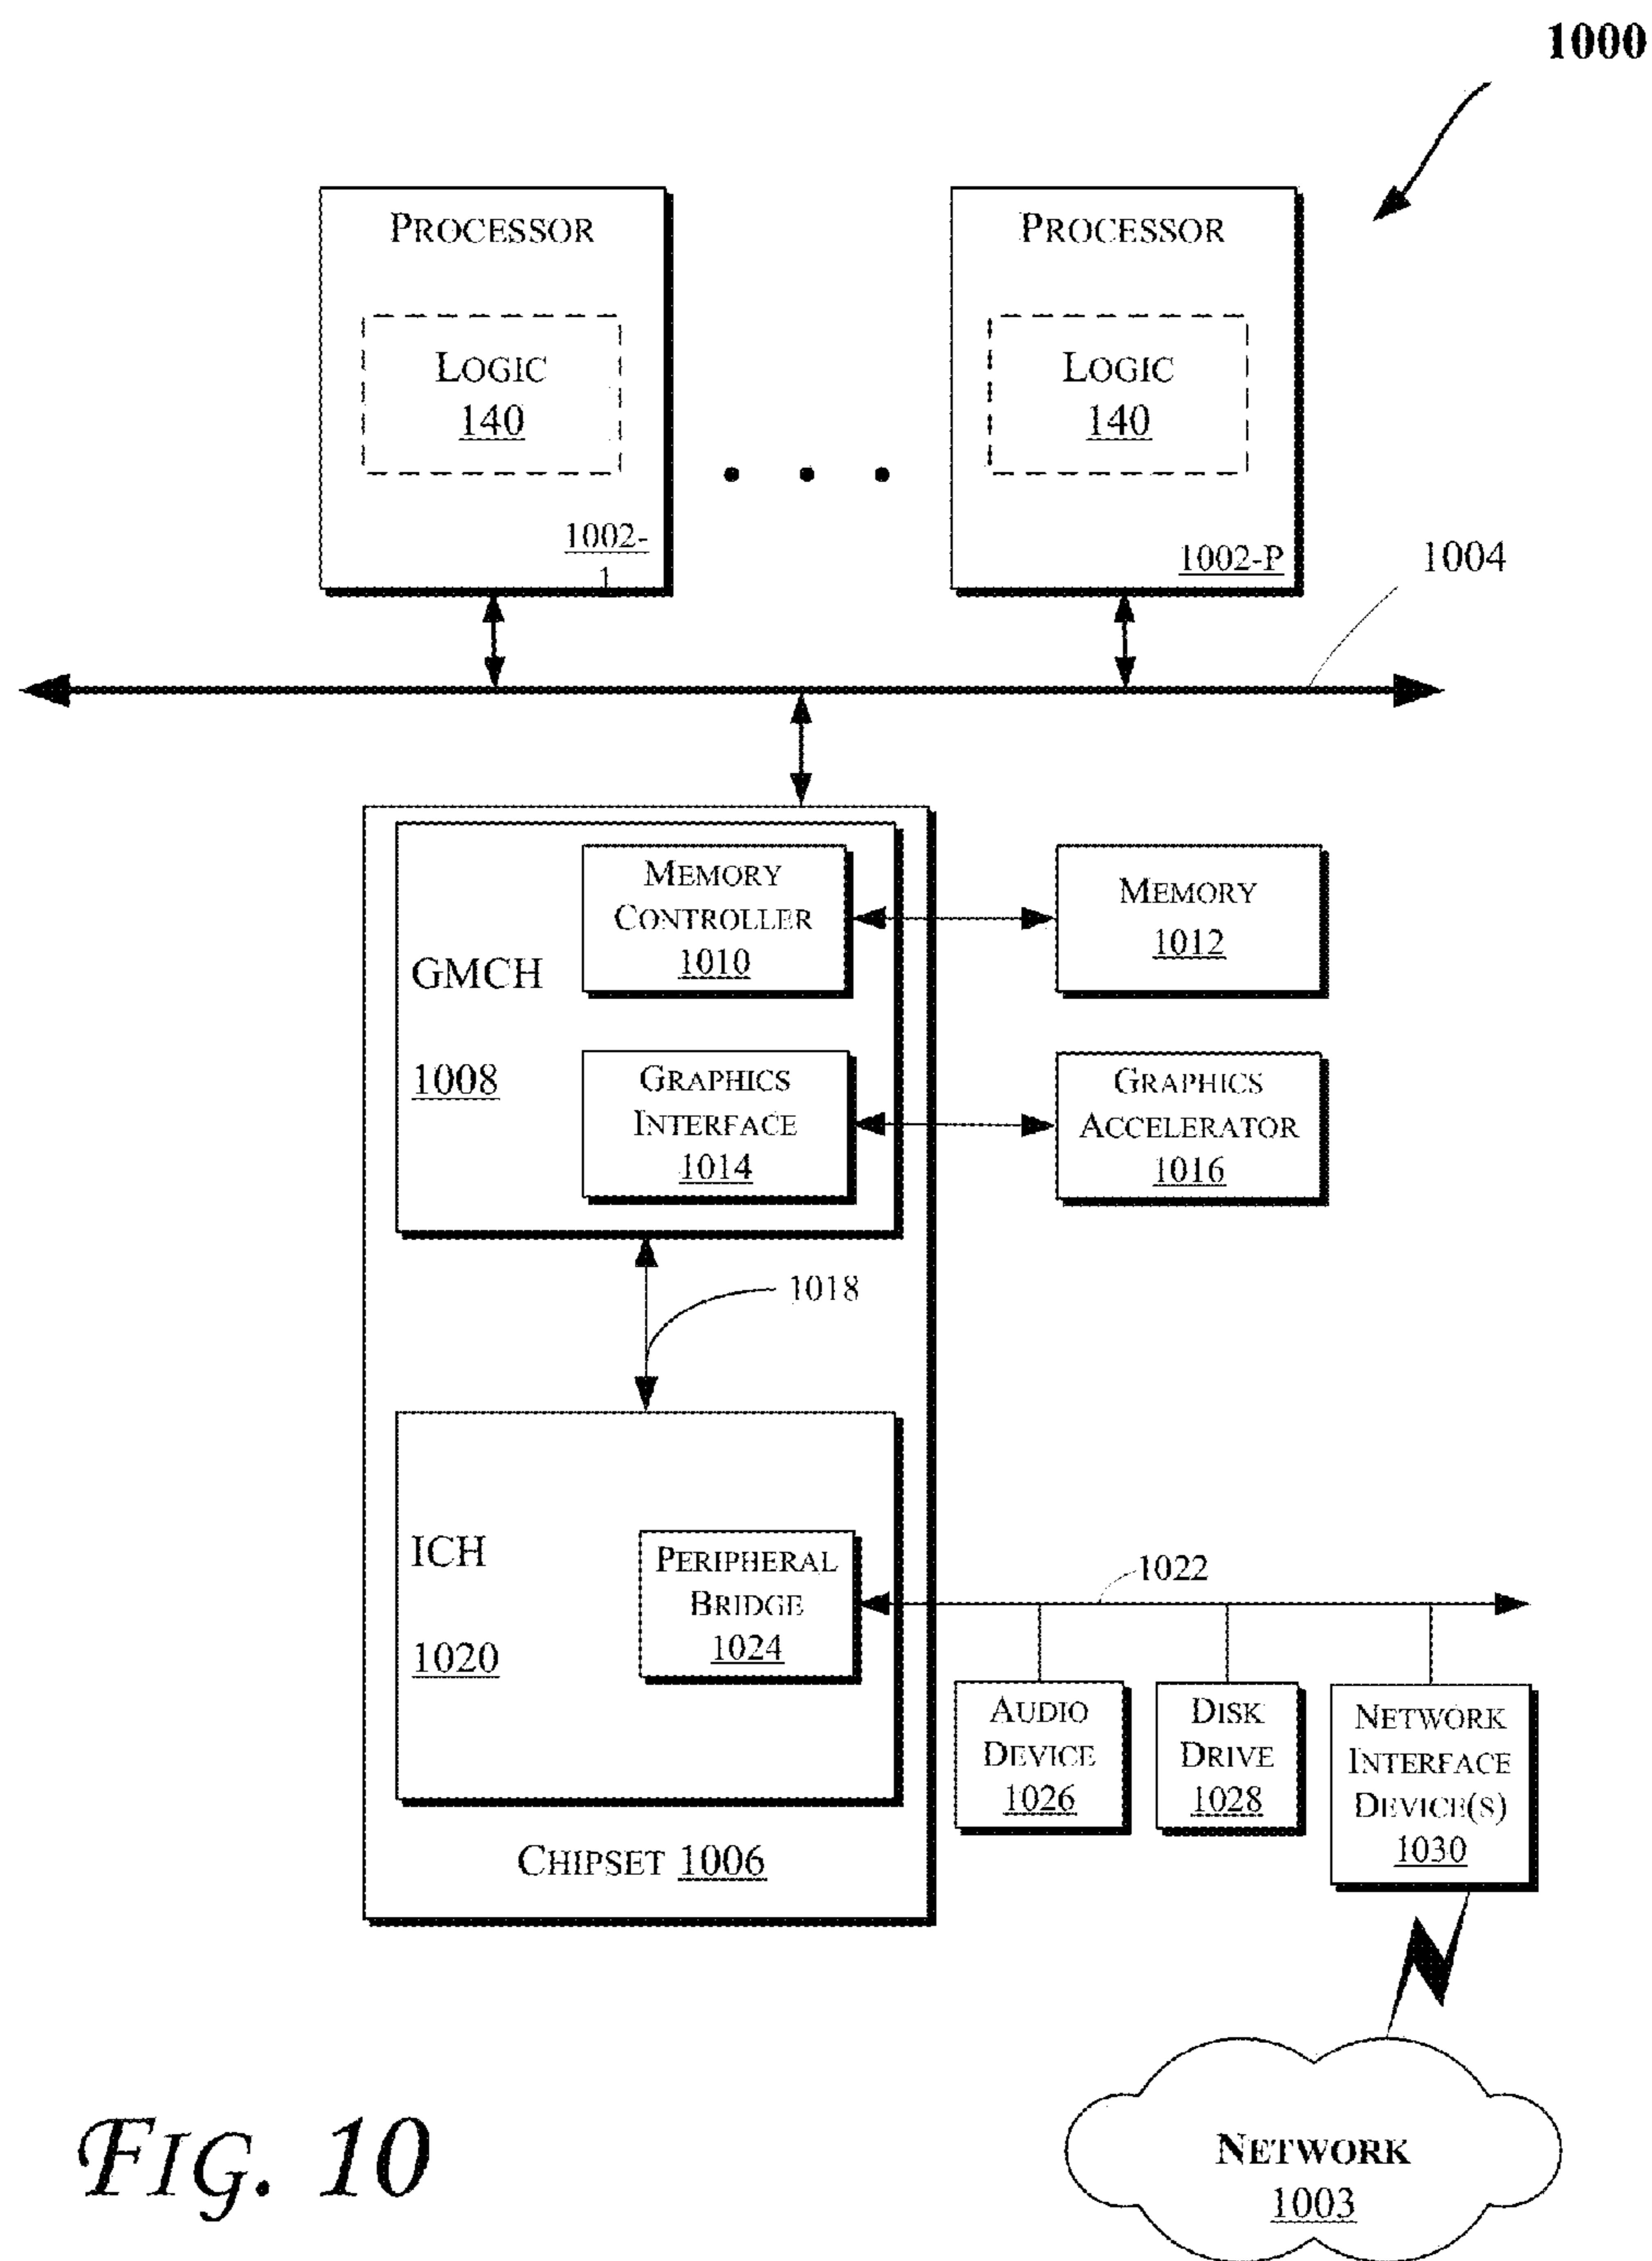 1000
PROCESSOR
LOGIC
140
1002-
1
PROCESSOR
LOGIC
140
1002-P
1004
MEMORY
CONTROLLER
1010
MEMORY
1012
GMCH
1008
GRAPHICS
INTERFACE
1014
GRAPHICS
ACCELERATOR
1016
1018
ICH
1020
PERIPHERAL
BRIDGE
1024
1022
AUDIO
DEVICE
1026
DISK
DRIVE
1028
NETWORK
INTERFACE
DEVICE(S)
1030
CHIPSET 1006
NETWORK
1003
FIG. 10